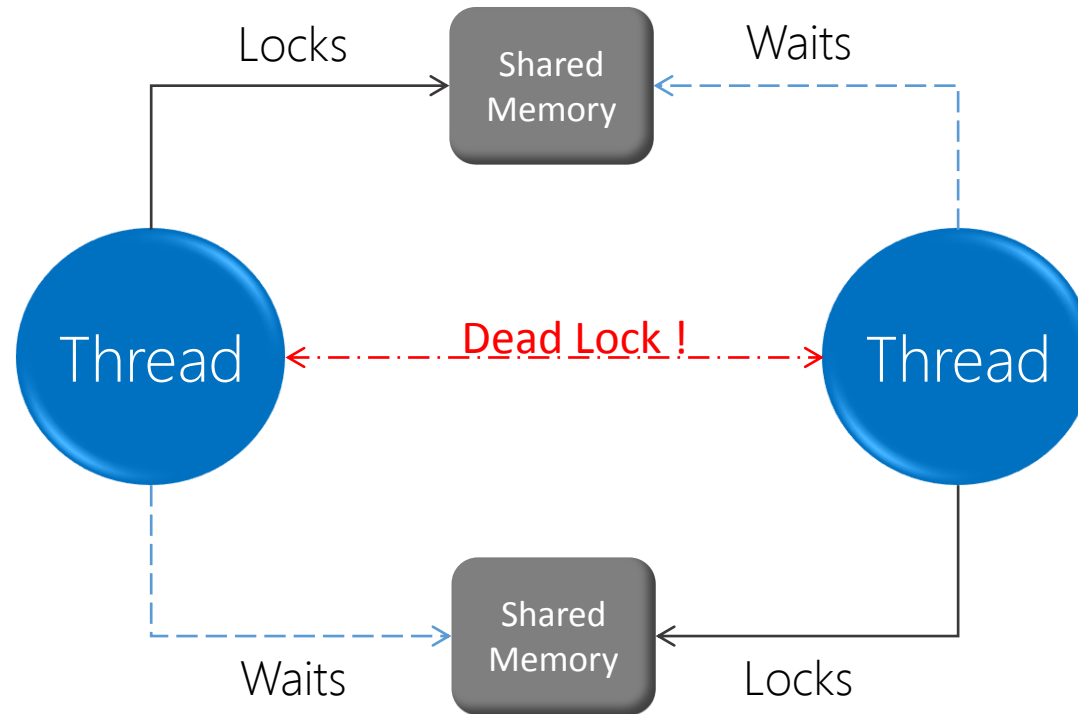 Locks
Shared
Memory
Waits
Thread
Dead Lock !
Thread
Waits
Shared
Memory
Locks